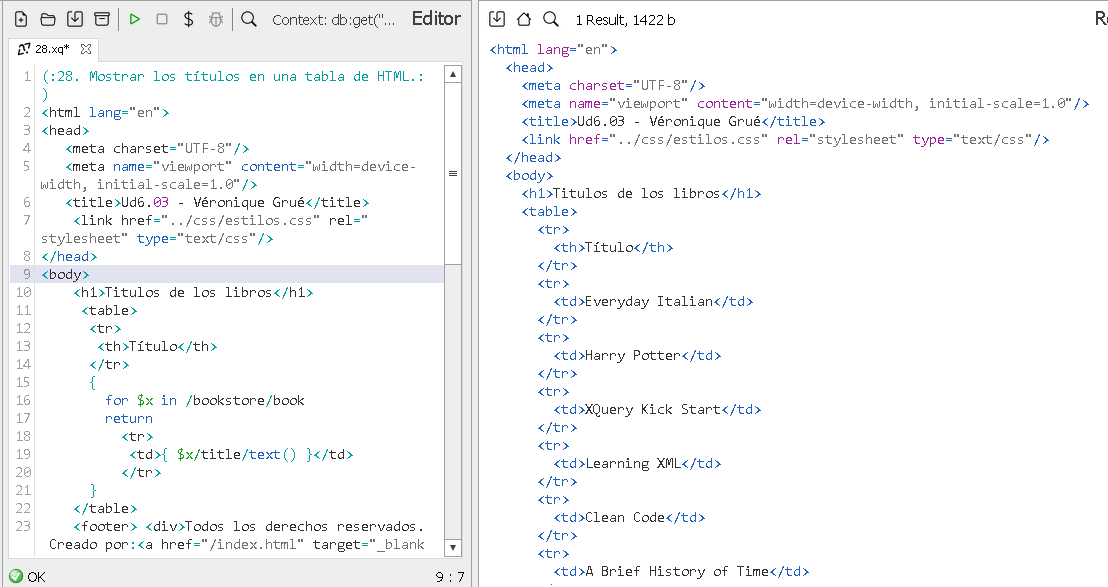 Context: db:get("...
Editor
28.xq*
1 (:28. Mostrar los títulos en una tabla de HTML.:
)
2 <html lang="en">
3 <head>
4 <meta charset="UTF-8"/>
5 <meta name="viewport" content="width=device-
width, initial-scale=1.0"/>
6 <title>Ud6.03 - Véronique Grué</title>
7 <link href="../css/estilos.css" rel="
stylesheet" type="text/css"/>
8 </head>
9 <body>
10 <h1>Titulos de los libros</h1>
11 <table>
12 <tr>
13 <th>Título</th>
14 </tr>
15 {
16 for $x in /bookstore/book
17 return
18 <tr>
19 <td>{ $x/title/text() }</td>
20 </tr>
21 }
22 </table>
23 <footer> <div>Todos los derechos reservados.
Creado por:<a href="/index.html" target="_blank
OK
9 : 7
1 Result, 1422 b
<html lang="en">
<head>
<meta charset="UTF-8"/>
<meta name="viewport" content="width=device-width, initial-scale=1.0"/>
<title>Ud6.03 - Véronique Grué</title>
<link href="../css/estilos.css" rel="stylesheet" type="text/css"/>
</head>
<body>
<h1>Titulos de los libros</h1>
<table>
<tr>
<th>Título</th>
</tr>
<tr>
<td>Everyday Italian</td>
</tr>
<tr>
<td>Harry Potter</td>
</tr>
<tr>
<td>XQuery Kick Start</td>
</tr>
<tr>
<td>Learning XML</td>
</tr>
<tr>
<td>Clean Code</td>
</tr>
<tr>
<td>A Brief History of Time</td>